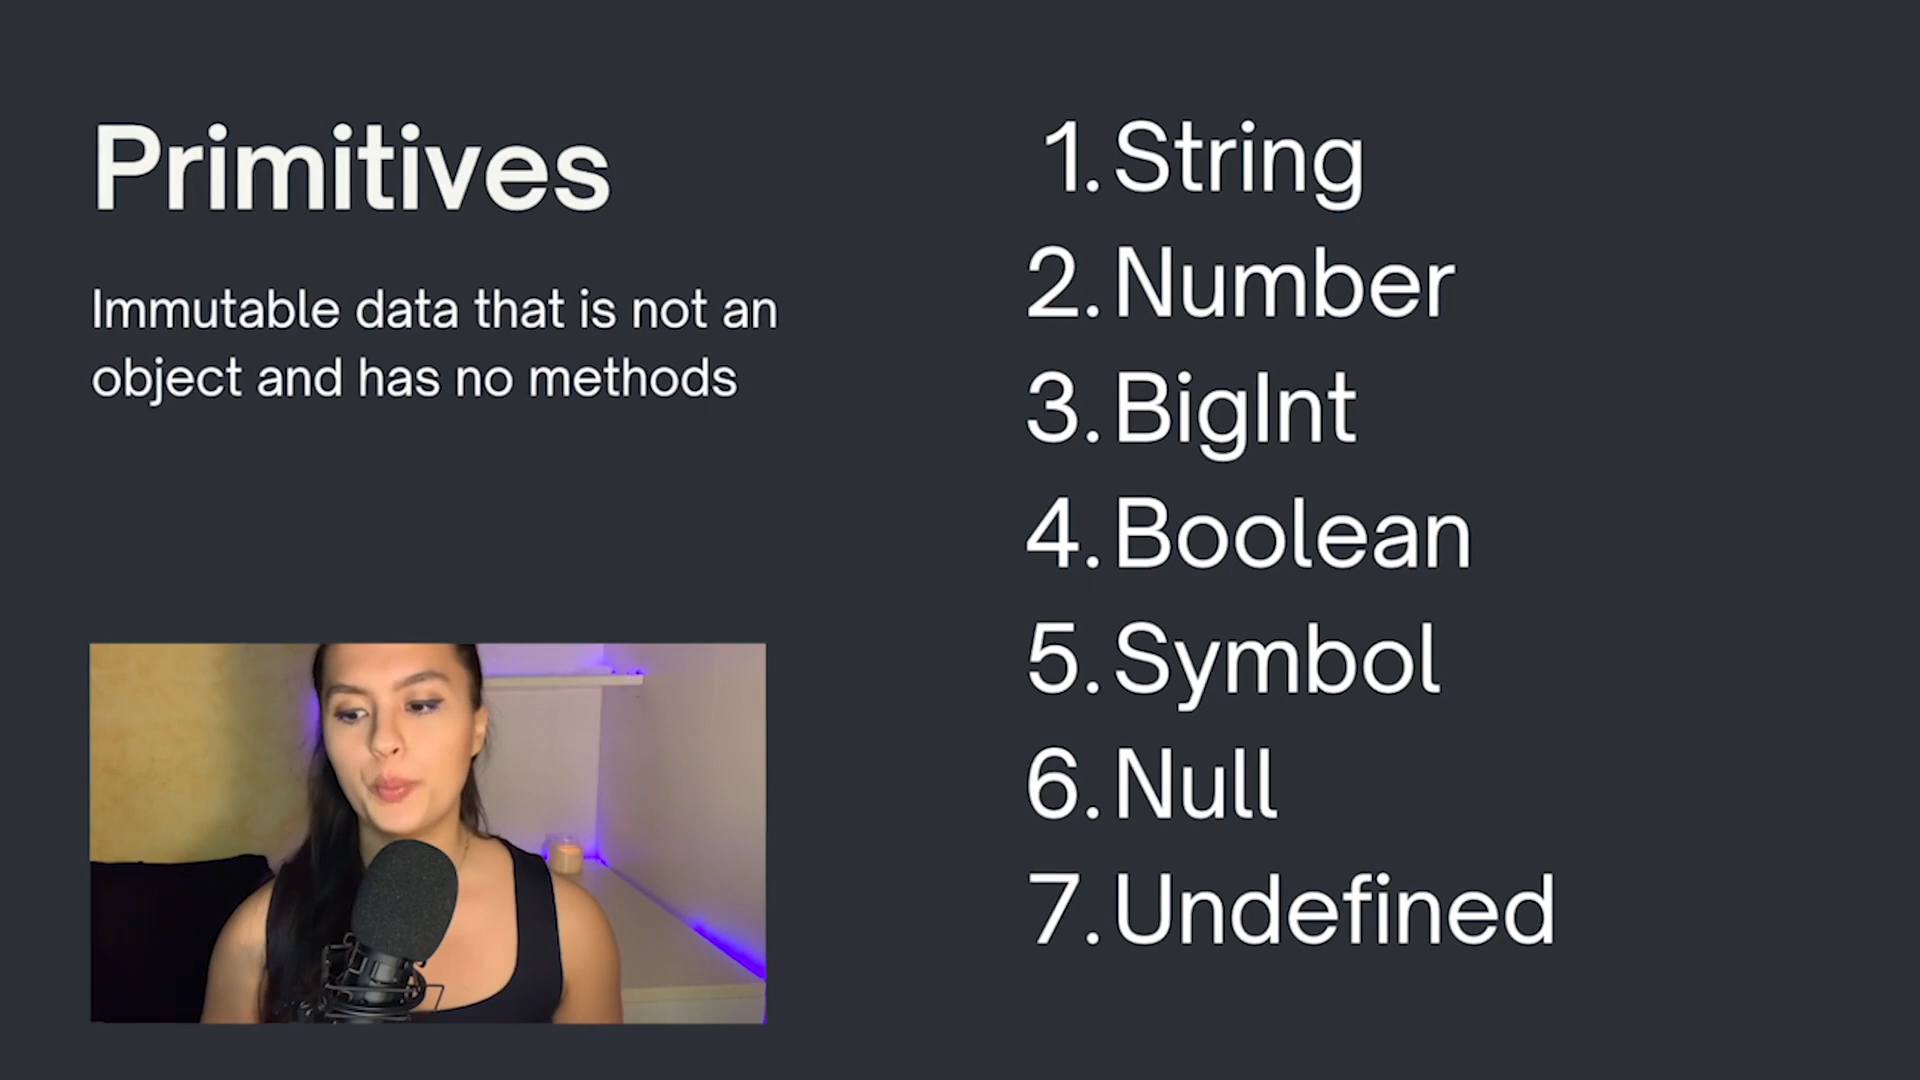 Primitives
Immutable data that is not an
object and has no methods
1. String
2. Number
3. BigInt
4. Boolean
5. Symbol
6. Null
7. Undefined